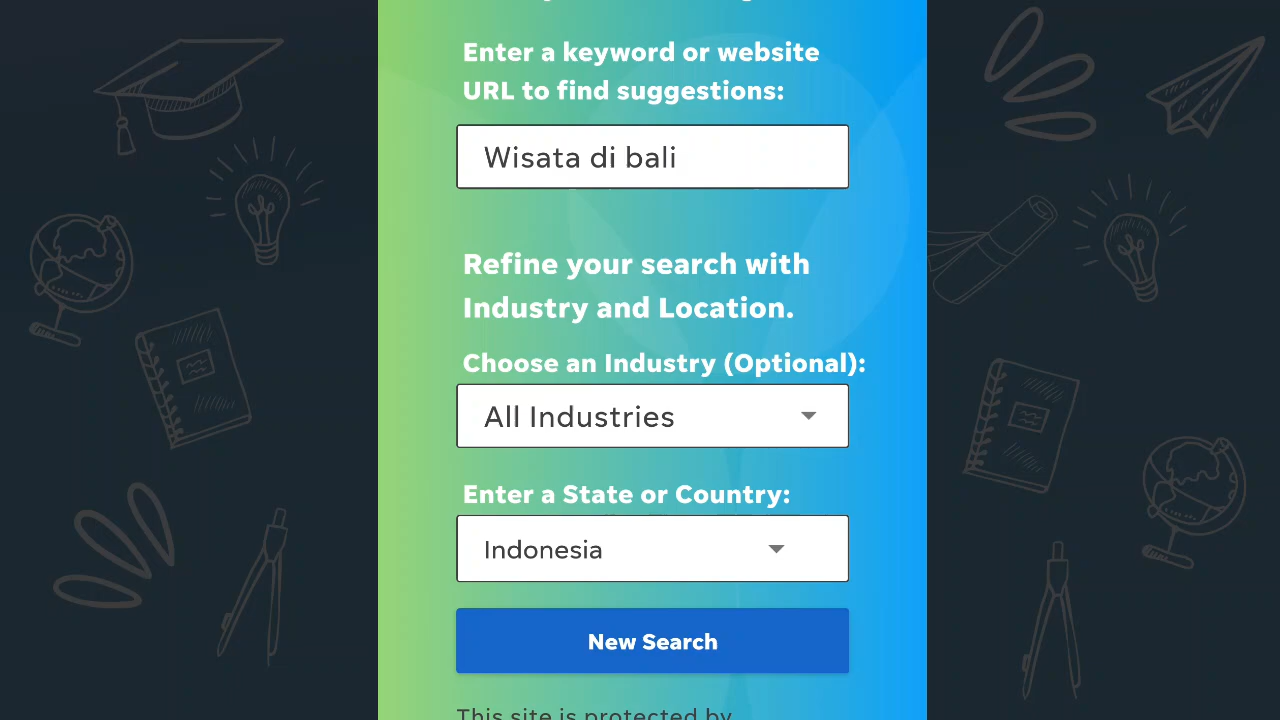 Enter a keyword or website
URL to find suggestions:
Wisata di bali
Refine your search with
Industry and Location.
Choose an Industry (Optional):
All Industries
Enter a State or Country:
Indonesia
New Search
This site is protected by